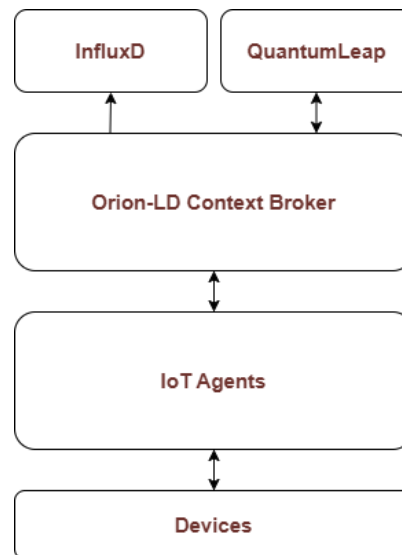 InfluxD
QuantumLeap
Orion-LD Context Broker
IoT Agents
Devices